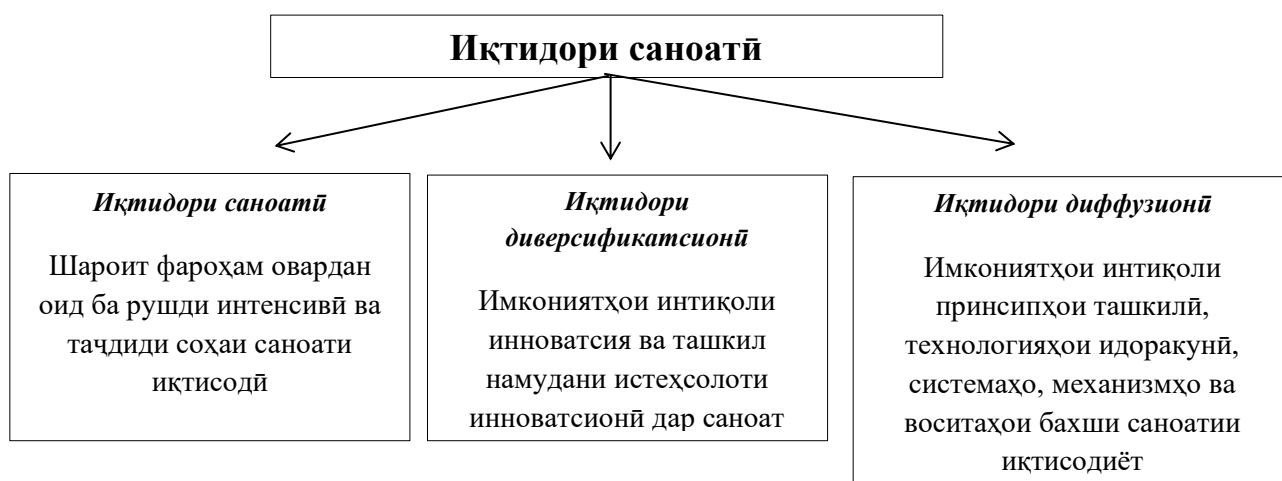 Иқтидори саноатӣ
Иқтидори саноатӣ
Шароит фароҳам овардан
оид ба рушди интенсивӣ ва
таҷдиди соҳаи саноати
иқтисодӣ
Иқтидори
диверсификатсионӣ
Имкониятҳои интиқоли
инноватсия ва ташкил
намудани истеҳсолоти
инноватсионӣ дар саноат
Иқтидори диффузионӣ
Имкониятҳои интиқоли
принсипҳои ташкилӣ,
технологияҳои идоракунӣ,
системаҳо, механизмҳо ва
воситаҳои бахши саноатии
иқтисодиёт